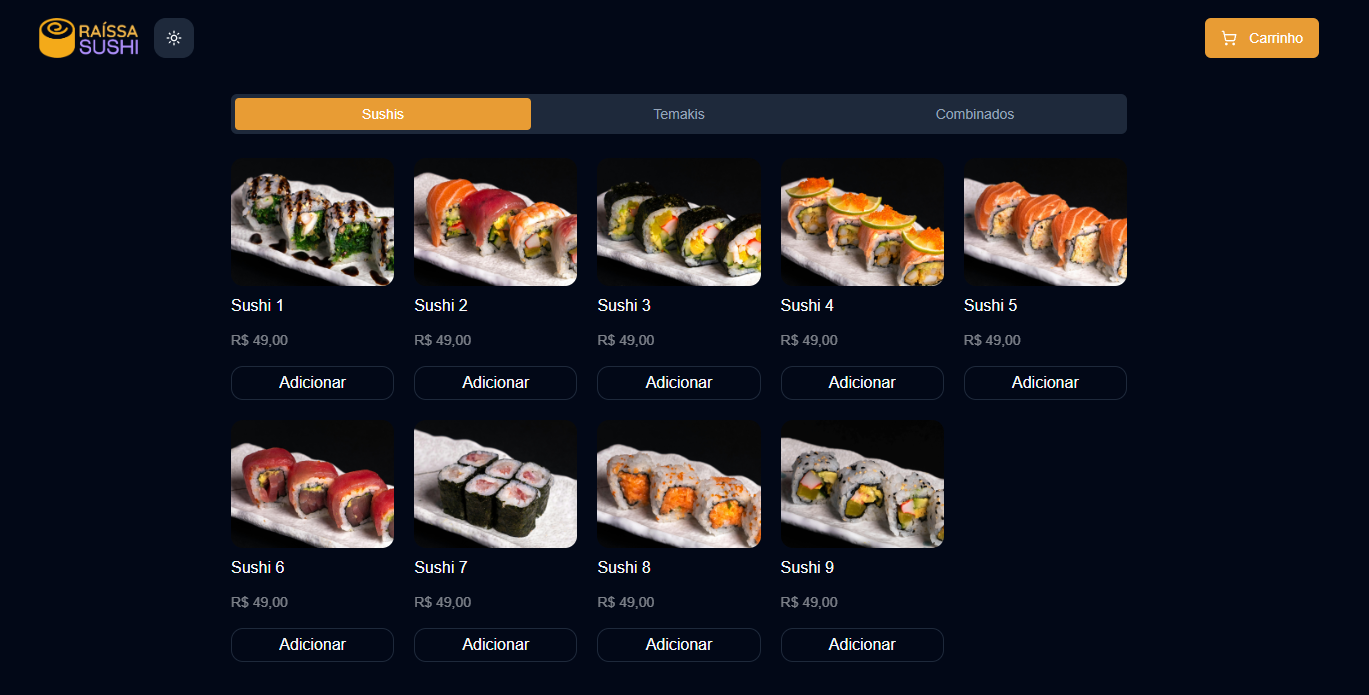 RAÍSSA
SUSHI
Carrinho
Sushis Temakis Combinados
Sushi 1 Sushi 2 Sushi 3 Sushi 4 Sushi 5
R$ 49,00 R$ 49,00 R$ 49,00 R$ 49,00 R$ 49,00
Adicionar Adicionar Adicionar Adicionar Adicionar
Sushi 6 Sushi 7 Sushi 8 Sushi 9
R$ 49,00 R$ 49,00 R$ 49,00 R$ 49,00
Adicionar Adicionar Adicionar Adicionar